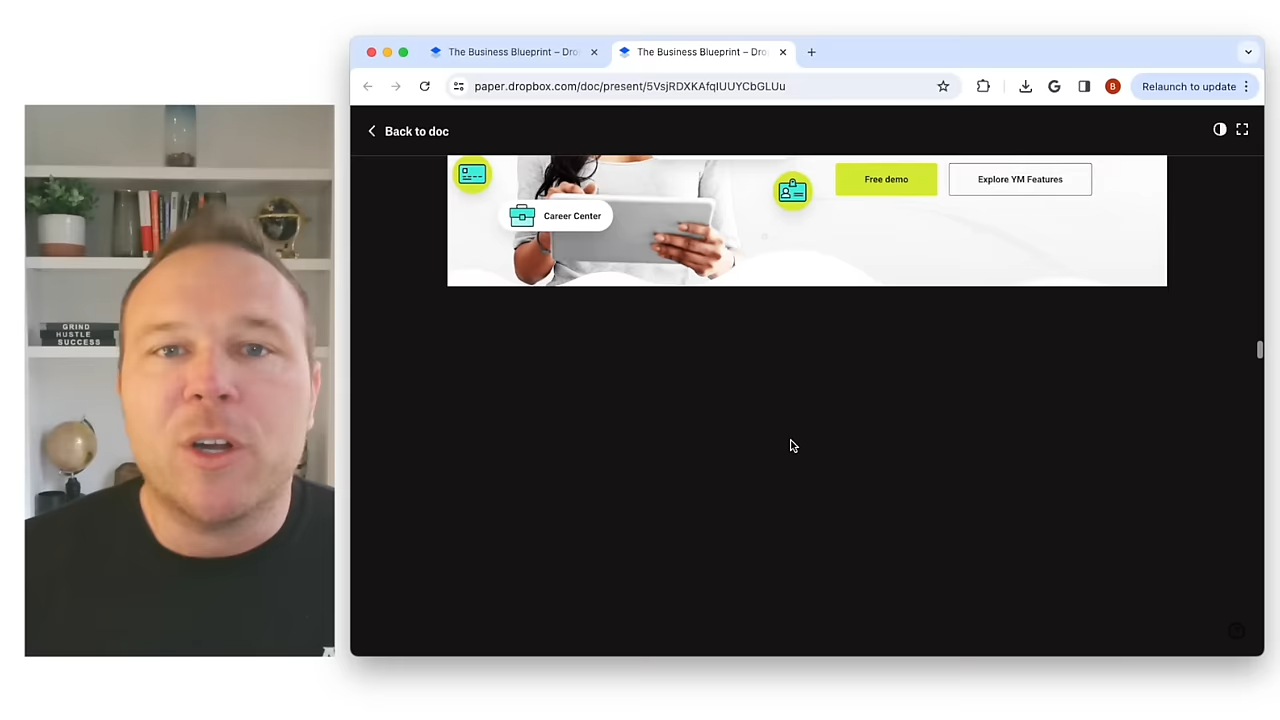 The Business Blueprint – Dro
The Business Blueprint – Dro
paper.dropbox.com/doc/present/5VsjRDXKAfqIUUYCbGLUu
B
Relaunch to update
Back to doc
Free demo
Explore YM Features
Career Center
GRIND
HUSTLE
SUCCESS